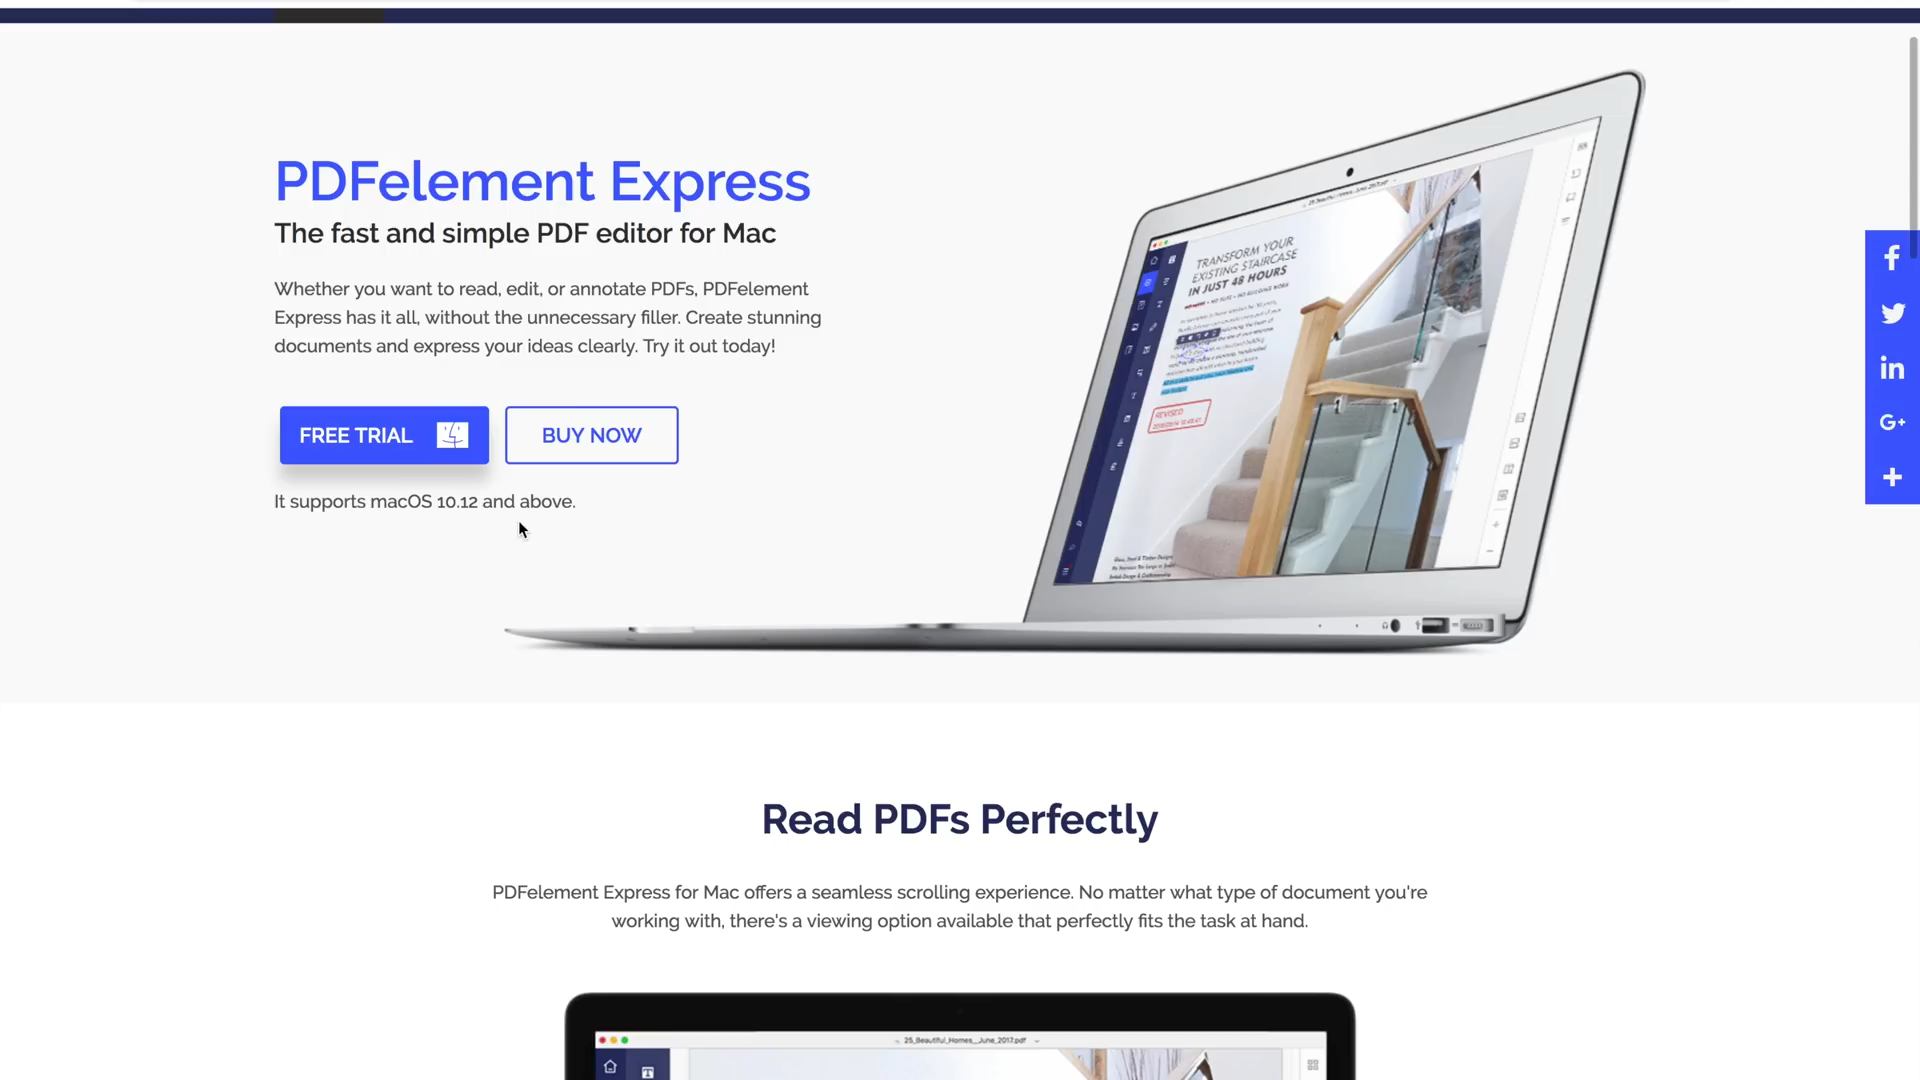 PDFelement Express
The fast and simple PDF editor for Mac
Whether you want to read, edit, or annotate PDFs, PDFelement
Express has it all, without the unnecessary filler. Create stunning
documents and express your ideas clearly. Try it out today!
FREE TRIAL
BUY NOW
It supports macOS 10.12 and above.
TRANSFORM YOUR
EXISTING STAIRCASE
IN JUST 48 HOURS
REVISED
f
in
G+
+
Read PDFs Perfectly
PDFelement Express for Mac offers a seamless scrolling experience. No matter what type of document you're
working with, there's a viewing option available that perfectly fits the task at hand.
25_Beautiful_Homes__June_2017.pdf